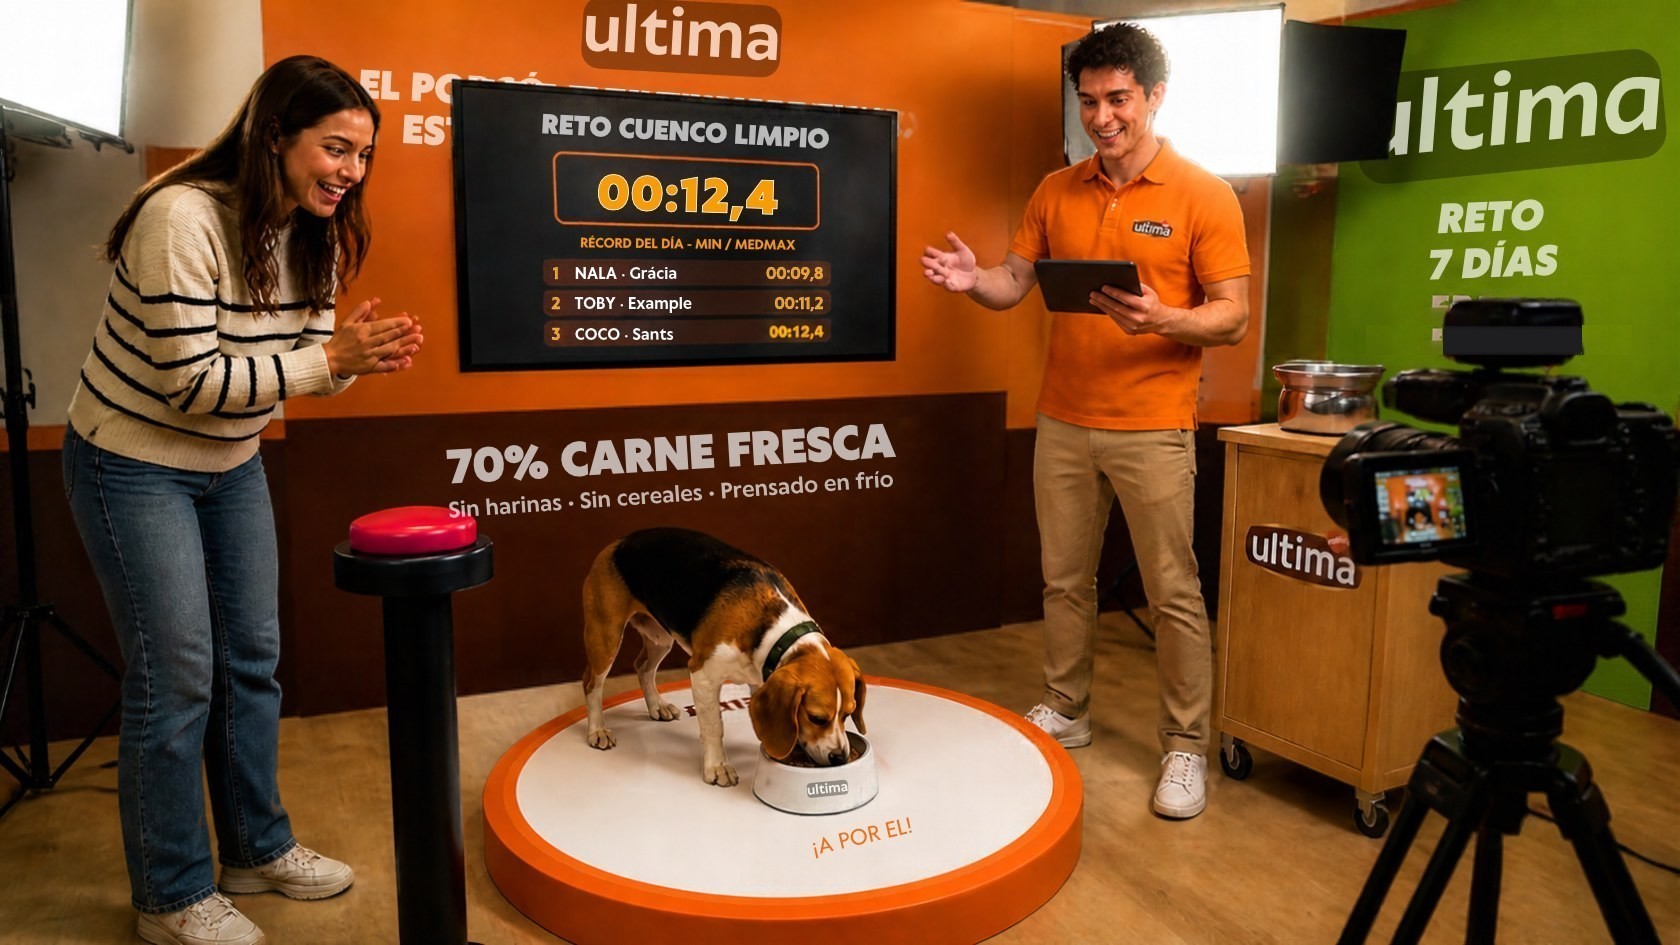 ultima
EL
RETO CUENCO LIMPIO
00:12,4
RÉCORD DEL DÍA - MIN / MEDMAX
1 NALA · Grácia 00:09,8
2 TOBY · Example 00:11,2
3 COCO · Sants 00:12,4
70% CARNE FRESCA
Sin harinas · Sin cereales · Prensado en frío
ultima
ultima
RETO
7 DÍAS
ultima
ultima
¡A POR EL!